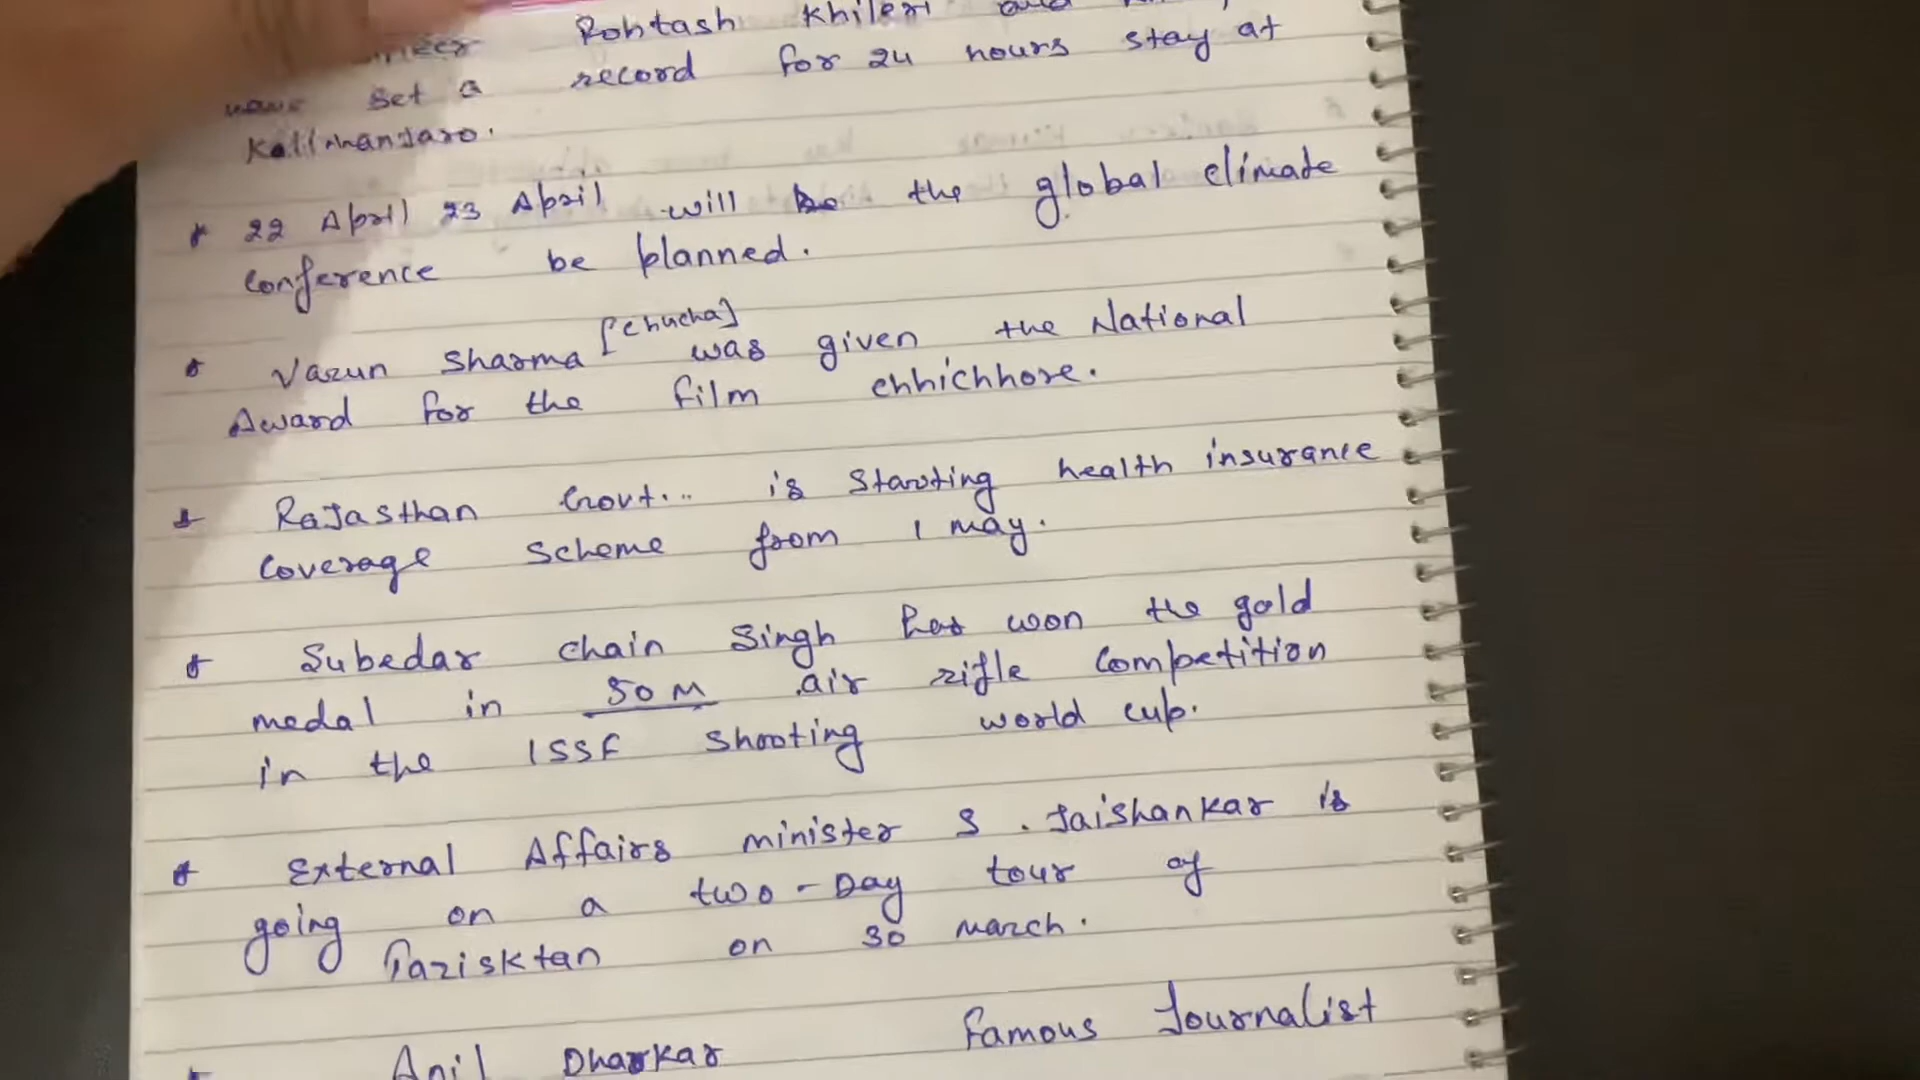 Rohtash Khileri and
set a record for 24 hours stay at
Kalimanjaro.
* 22 April 23 April will be the global climate
Conference be planned.
[Chucha]
* Varun Sharma was given the National
Award for the film chhichhore.
* Rajasthan Govt... is Starting health insurance
Coverage Scheme from 1 may.
* Subedar Chain Singh has won the gold
medal in 50 M air rifle Competition
in the ISSF Shooting world cup.
* External Affairs minister S. Jaishankar is
going on a two-Day tour of
Tazisktan on 30 march.
Anil Dharkar Famous Journalist